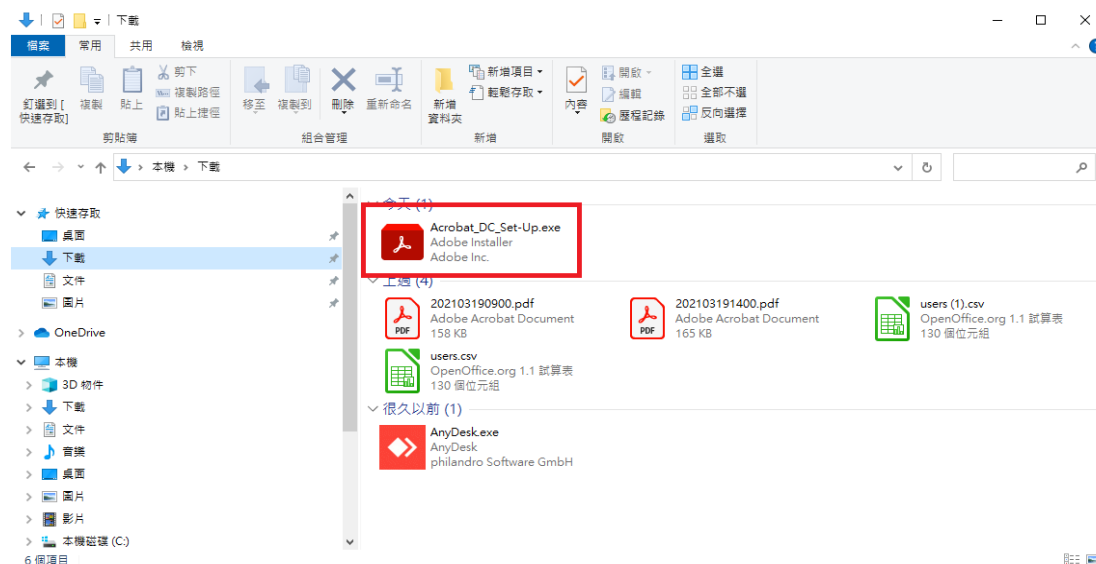 下載
檔案 常用 共用 檢視
釘選到 [
快速存取]
複製
貼上
剪下
複製路徑
貼上捷徑
剪貼簿
移至
複製到
刪除
重新命名
組合管理
新增
資料夾
新增項目
輕鬆存取
新增
內容
開啟
編輯
歷程記錄
開啟
全選
全部不選
反向選擇
選取
本機 › 下載
快速存取
桌面
下載
文件
圖片
OneDrive
本機
3D 物件
下載
文件
音樂
桌面
圖片
影片
本機磁碟 (C:)
今天 (1)
Acrobat_DC_Set-Up.exe
Adobe Installer
Adobe Inc.
上週 (4)
202103190900.pdf
Adobe Acrobat Document
158 KB
202103191400.pdf
Adobe Acrobat Document
165 KB
users (1).csv
OpenOffice.org 1.1 試算表
130 個位元組
users.csv
OpenOffice.org 1.1 試算表
130 個位元組
很久以前 (1)
AnyDesk.exe
AnyDesk
philandro Software GmbH
6 個項目